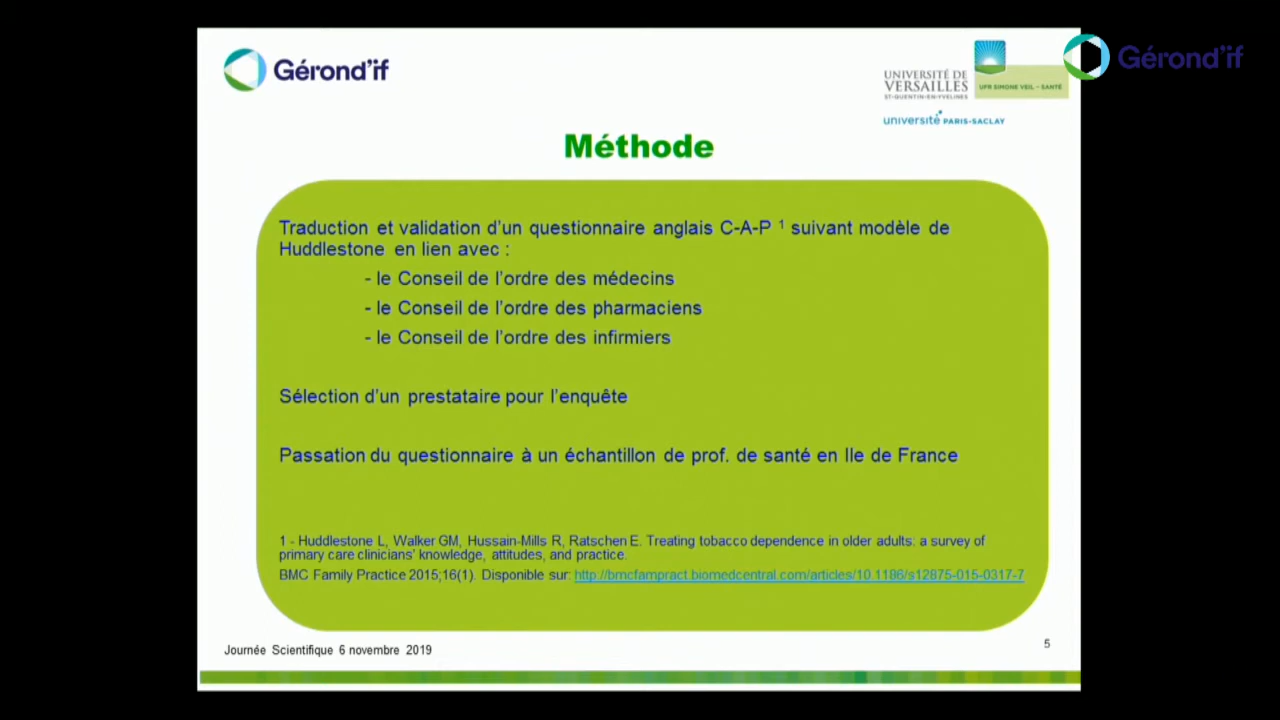 Gérond'if
UNIVERSITÉ DE
VERSAILLES
ST-QUENTIN-EN-YVELINES
UFR SIMONE VEIL – SANTÉ
université PARIS-SACLAY
Gérond'if
Méthode
Traduction et validation d'un questionnaire anglais C-A-P ¹ suivant modèle de
Huddlestone en lien avec :
- le Conseil de l'ordre des médecins
- le Conseil de l'ordre des pharmaciens
- le Conseil de l'ordre des infirmiers
Sélection d'un prestataire pour l'enquête
Passation du questionnaire à un échantillon de prof. de santé en Ile de France
1 - Huddlestone L, Walker GM, Hussain-Mills R, Ratschen E. Treating tobacco dependence in older adults: a survey of
primary care clinicians' knowledge, attitudes, and practice.
BMC Family Practice 2015;16(1). Disponible sur: http://bmcfampract.biomedcentral.com/articles/10.1186/s12875-015-0317-7
Journée Scientifique 6 novembre 2019
5